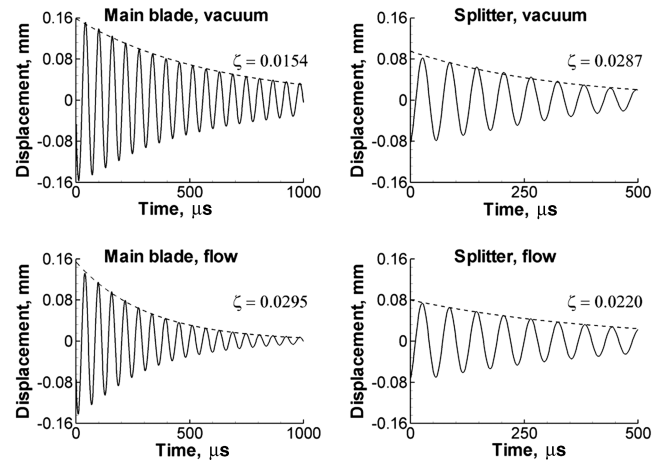 Main blade, vacuum
Displacement, mm
0.16
0.08
0
-0.08
-0.16
ζ = 0.0154
0
500
1000
Time, μs
Splitter, vacuum
Displacement, mm
0.16
0.08
0
-0.08
-0.16
ζ = 0.0287
0
250
500
Time, μs
Main blade, flow
Displacement, mm
0.16
0.08
0
-0.08
-0.16
ζ = 0.0295
0
500
1000
Time, μs
Splitter, flow
Displacement, mm
0.16
0.08
0
-0.08
-0.16
ζ = 0.0220
0
250
500
Time, μs